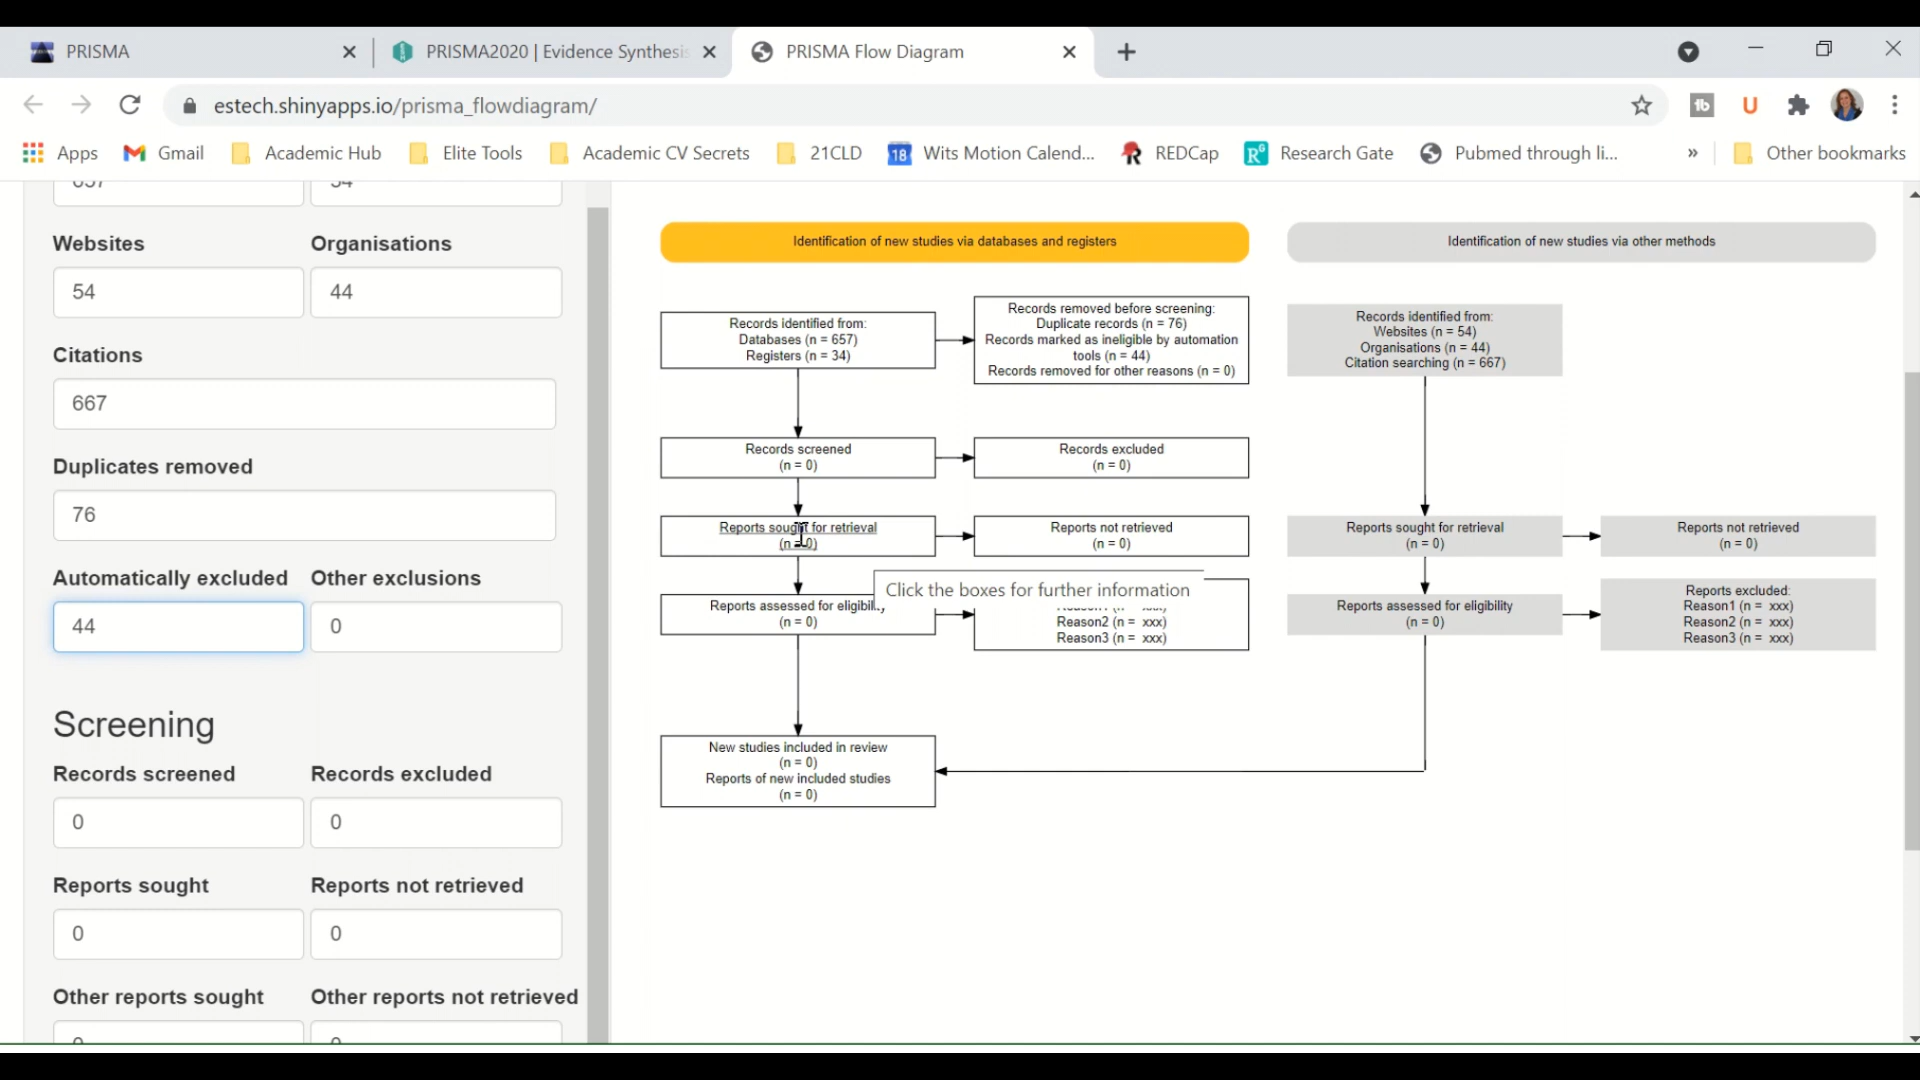 PRISMA
PRISMA2020 | Evidence Synthesis
PRISMA Flow Diagram
estech.shinyapps.io/prisma_flowdiagram/
Apps
Gmail
Academic Hub
Elite Tools
Academic CV Secrets
21CLD
18
Wits Motion Calend...
REDCap
Research Gate
Pubmed through li...
»
Other bookmarks
657
34
Websites
Organisations
54
44
Citations
667
Duplicates removed
76
Automatically excluded
Other exclusions
44
0
Screening
Records screened
Records excluded
0
0
Reports sought
Reports not retrieved
0
0
Other reports sought
Other reports not retrieved
Identification of new studies via databases and registers
Records identified from:
Databases (n = 657)
Registers (n = 34)
Records removed before screening:
Duplicate records (n = 76)
Records marked as ineligible by automation
tools (n = 44)
Records removed for other reasons (n = 0)
Records screened
(n = 0)
Records excluded
(n = 0)
Reports sought for retrieval
(n = 0)
Reports not retrieved
(n = 0)
Click the boxes for further information
Reports assessed for eligibility
(n = 0)
Reason2 (n = xxx)
Reason3 (n = xxx)
New studies included in review
(n = 0)
Reports of new included studies
(n = 0)
Identification of new studies via other methods
Records identified from:
Websites (n = 54)
Organisations (n = 44)
Citation searching (n = 667)
Reports sought for retrieval
(n = 0)
Reports not retrieved
(n = 0)
Reports assessed for eligibility
(n = 0)
Reports excluded:
Reason1 (n = xxx)
Reason2 (n = xxx)
Reason3 (n = xxx)